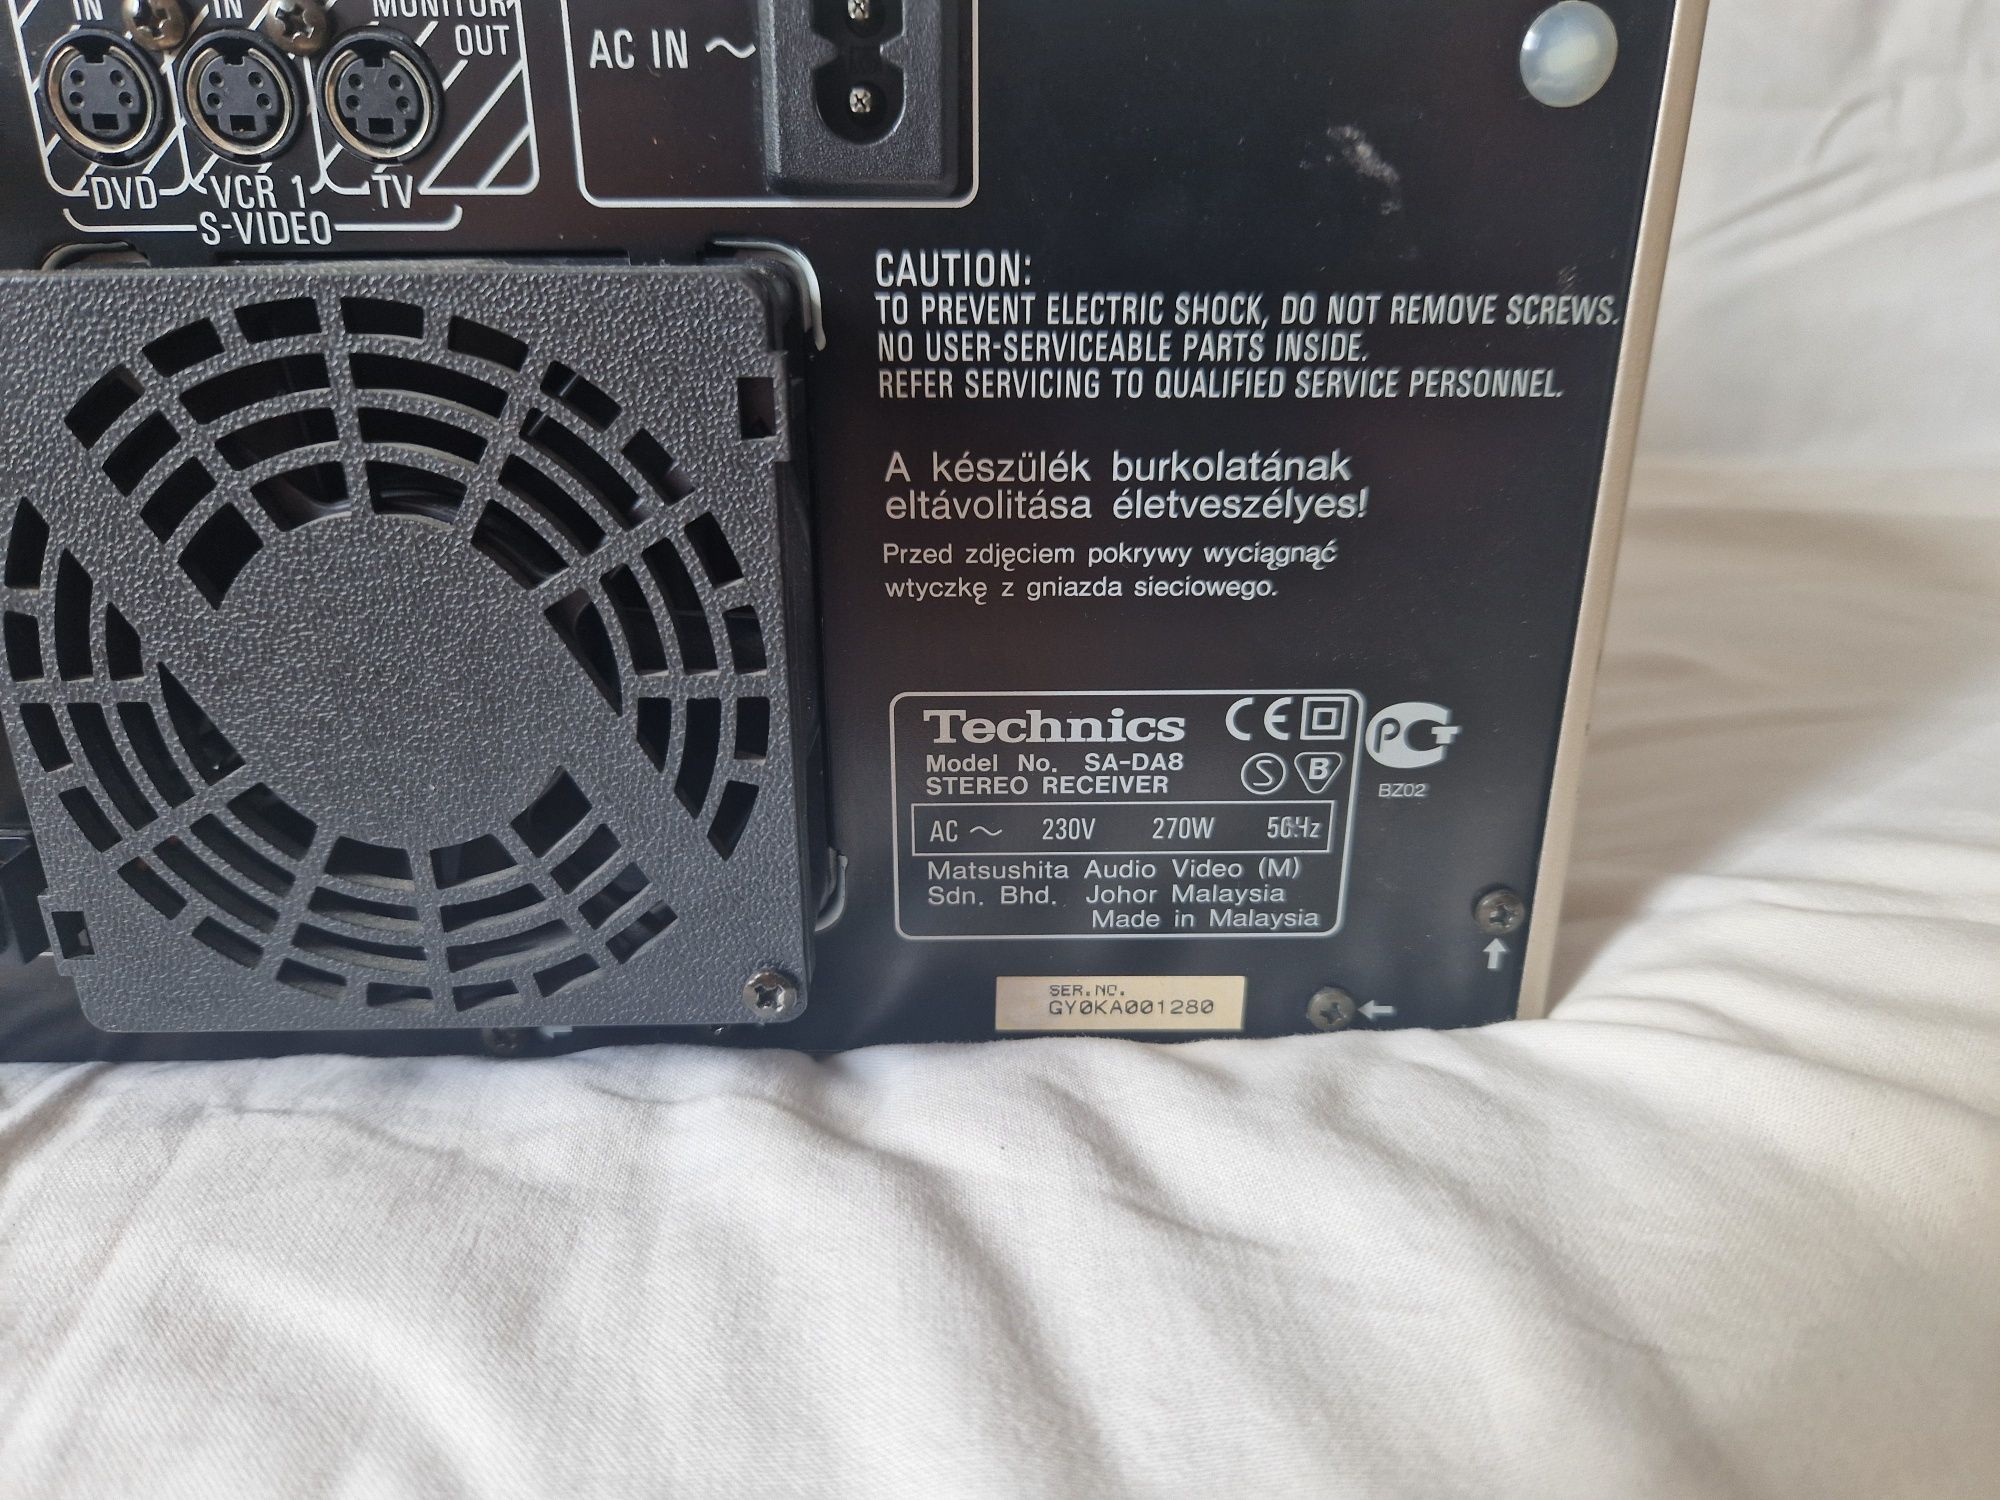 IN IN MONITOR
OUT
DVD VCR 1 TV
S-VIDEO
AC IN ~
CAUTION:
TO PREVENT ELECTRIC SHOCK, DO NOT REMOVE SCREWS.
NO USER-SERVICEABLE PARTS INSIDE.
REFER SERVICING TO QUALIFIED SERVICE PERSONNEL.
A készülék burkolatának
eltávolitása életveszélyes!
Przed zdjęciem pokrywy wyciągnąć
wtyczkę z gniazda sieciowego.
Technics CE
Model No. SA-DA8
STEREO RECEIVER S B
PCT
BZ02
AC ~ 230V 270W 50Hz
Matsushita Audio Video (M)
Sdn. Bhd. Johor Malaysia
Made in Malaysia
SER.NO.
GY0KA001280